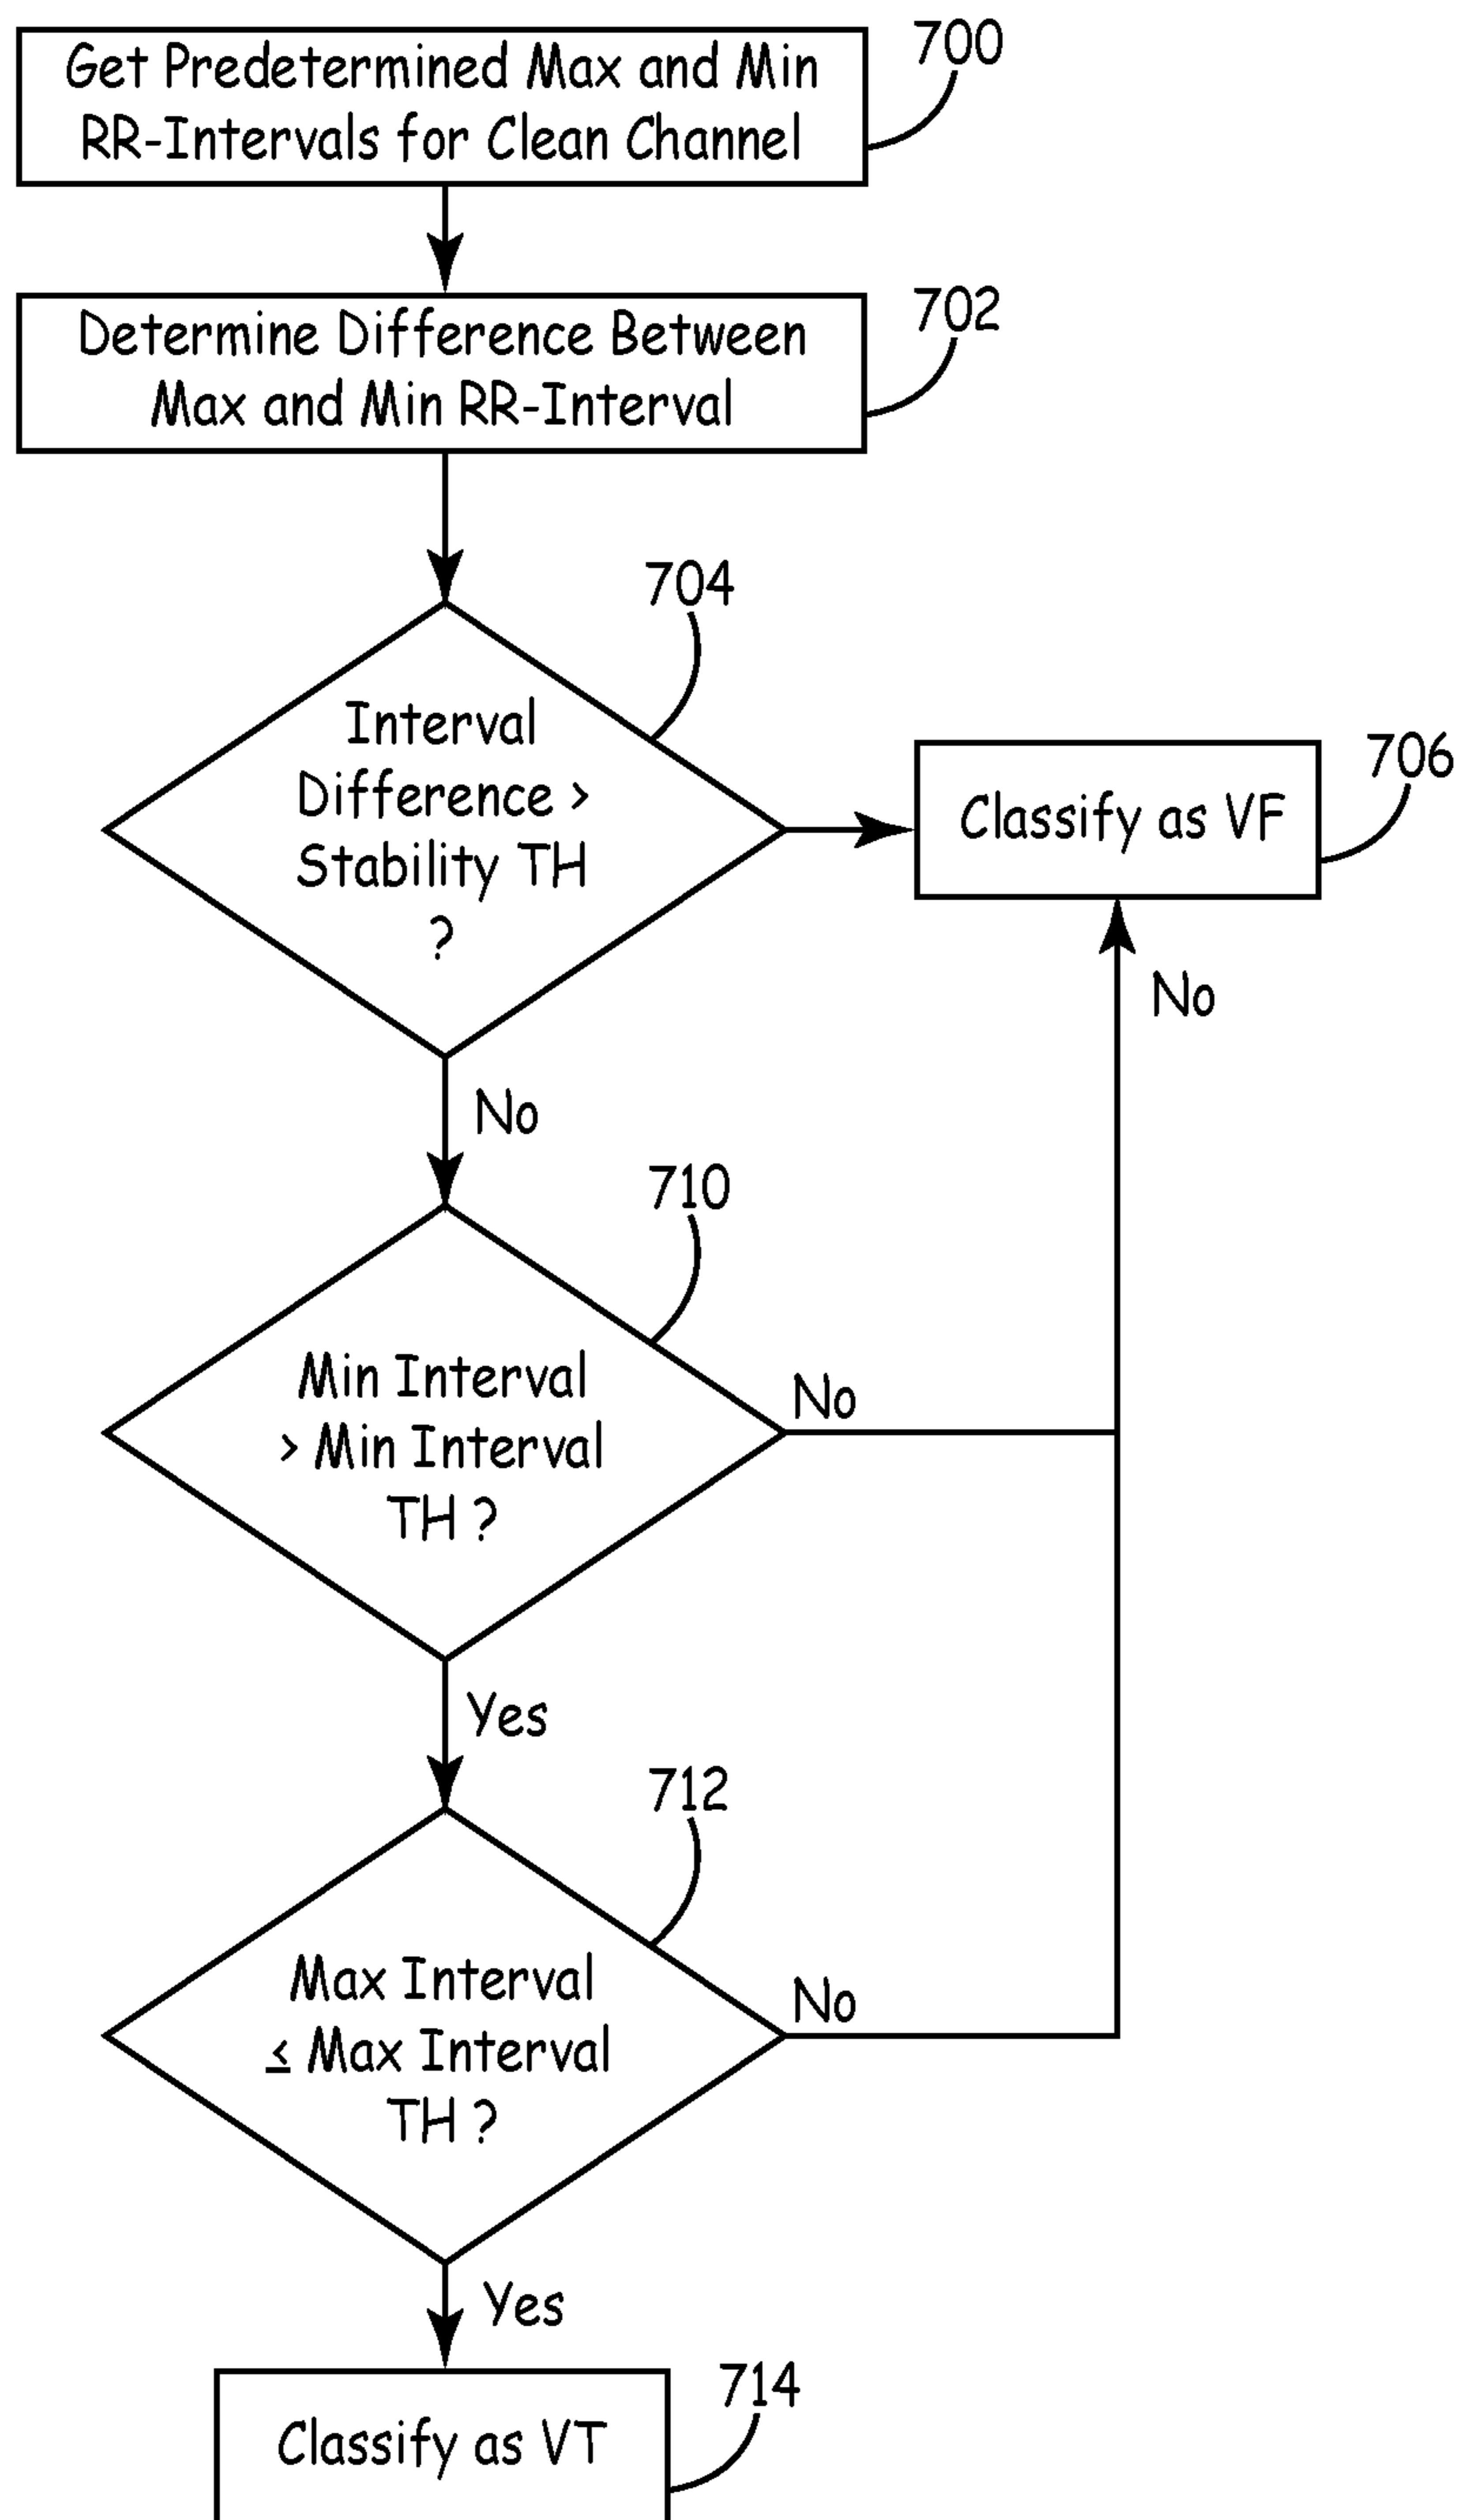 Get Predetermined Max and Min
RR-Intervals for Clean Channel
700
Determine Difference Between
Max and Min RR-Interval
702
704
Interval
Difference >
Stability TH
?
Classify as VF
706
No
No
710
Min Interval
> Min Interval
TH ?
No
Yes
712
Max Interval
≤ Max Interval
TH ?
No
Yes
714
Classify as VT